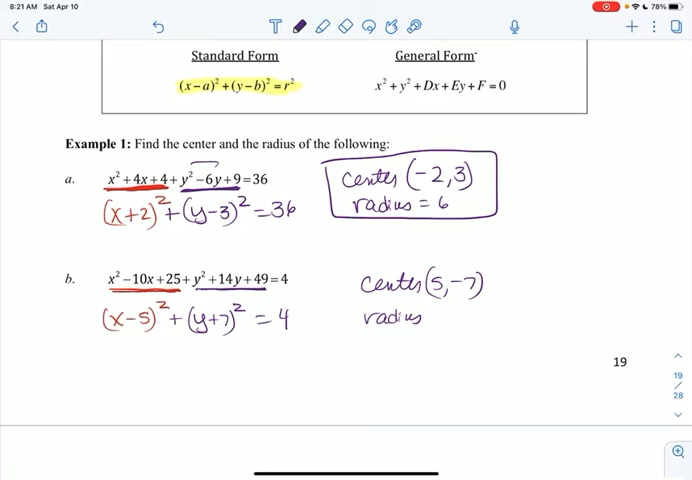 8:21 AM Sat Apr 10
78%
Standard Form
General Form
(x − a)² + (y − b)² = r²
x² + y² + Dx + Ey + F = 0
Example 1: Find the center and the radius of the following:
a. x² + 4x + 4 + y² − 6y + 9 = 36
center (−2, 3)
(x+2)² + (y−3)² = 36
radius = 6
b. x² − 10x + 25 + y² + 14y + 49 = 4
center (5, −7)
(x−5)² + (y+7)² = 4
radius
19
19
/
28